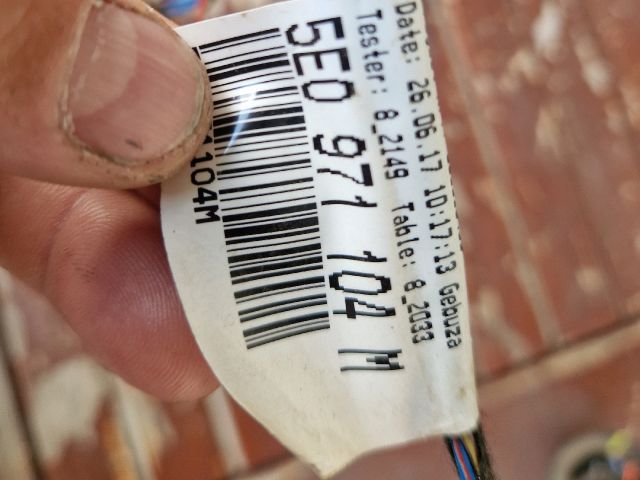 Date: 26.06.17 10:17:13 Gebuza
Tester: 8_2149 Table: 8_2033
5E0 971 104 M
104M